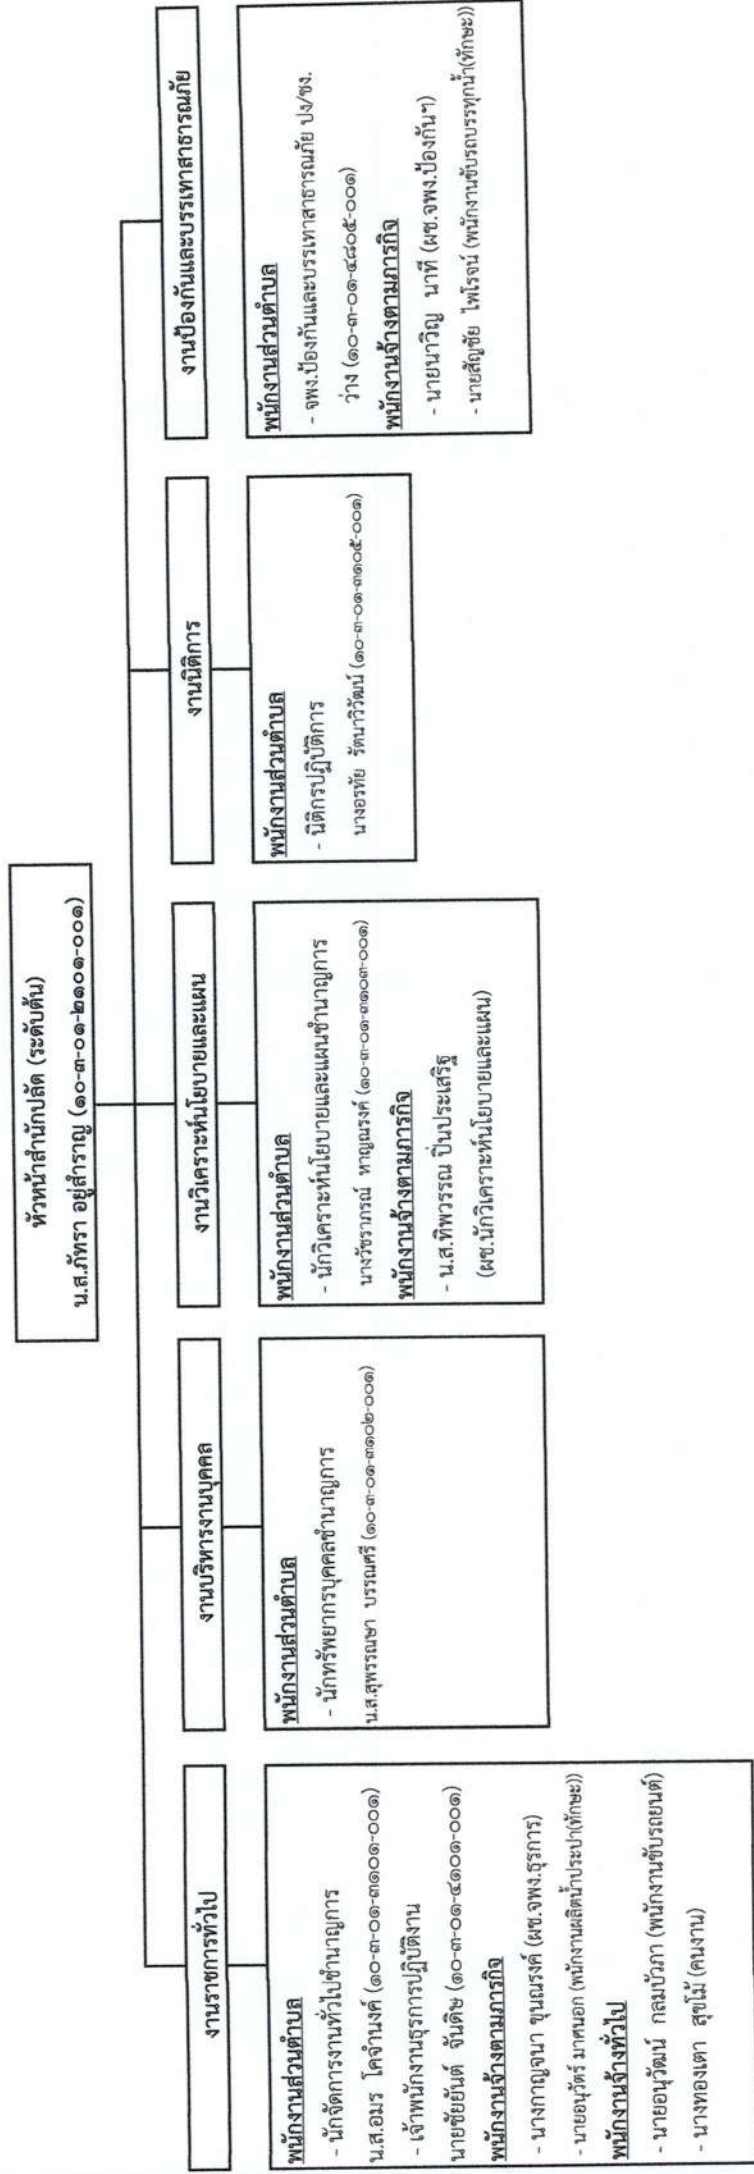 หัวหน้าสำนักปลัด (ระดับต้น)
น.ส.ภัทรา อยู่สำราญ (๑๐-๓-๐๑-๒๑๐๑-๐๐๑)
งานราชการทั่วไป
พนักงานส่วนตำบล
- นักจัดการงานทั่วไปชำนาญการ
น.ส.อมร โคจำนงค์ (๑๐-๓-๐๑-๓๑๐๑-๐๐๑)
- เจ้าพนักงานธุรการปฏิบัติงาน
นายชัยยันต์ จันดิษ (๑๐-๓-๐๑-๔๑๐๑-๐๐๑)
พนักงานจ้างตามภารกิจ
- นางกาญจนา ขุนณรงค์ (ผช.จพง.ธุรการ)
- นายอนุวัตร์ มาศนอก (พนักงานผลิตน้ำประปา(ทักษะ))
พนักงานจ้างทั่วไป
- นายอนุวัฒน์ กลมบัวภา (พนักงานขับรถยนต์)
- นางทองเตา สุขโม้ (คนงาน)
งานบริหารงานบุคคล
พนักงานส่วนตำบล
- นักทรัพยากรบุคคลชำนาญการ
น.ส.สุพรรณษา บรรณศรี (๑๐-๓-๐๑-๓๑๐๒-๐๐๑)
งานวิเคราะห์นโยบายและแผน
พนักงานส่วนตำบล
- นักวิเคราะห์นโยบายและแผนชำนาญการ
นางวัชราภรณ์ หาญณรงค์ (๑๐-๓-๐๑-๓๑๐๓-๐๐๑)
พนักงานจ้างตามภารกิจ
- น.ส.ทิพวรรณ ปิ่นประเสริฐ
(ผช.นักวิเคราะห์นโยบายและแผน)
งานนิติการ
พนักงานส่วนตำบล
- นิติกรปฏิบัติการ
นางอรทัย รัตนาวิวัฒน์ (๑๐-๓-๐๑-๓๑๐๕-๐๐๑)
งานป้องกันและบรรเทาสาธารณภัย
พนักงานส่วนตำบล
- จพง.ป้องกันและบรรเทาสาธารณภัย ปง/ชง.
ว่าง (๑๐-๓-๐๑-๔๘๐๕-๐๐๑)
พนักงานจ้างตามภารกิจ
- นายนาวิญ นาที (ผช.จพง.ป้องกันฯ)
- นายสัญชัย ไพโรจน์ (พนักงานขับรถบรรทุกน้ำ(ทักษะ))